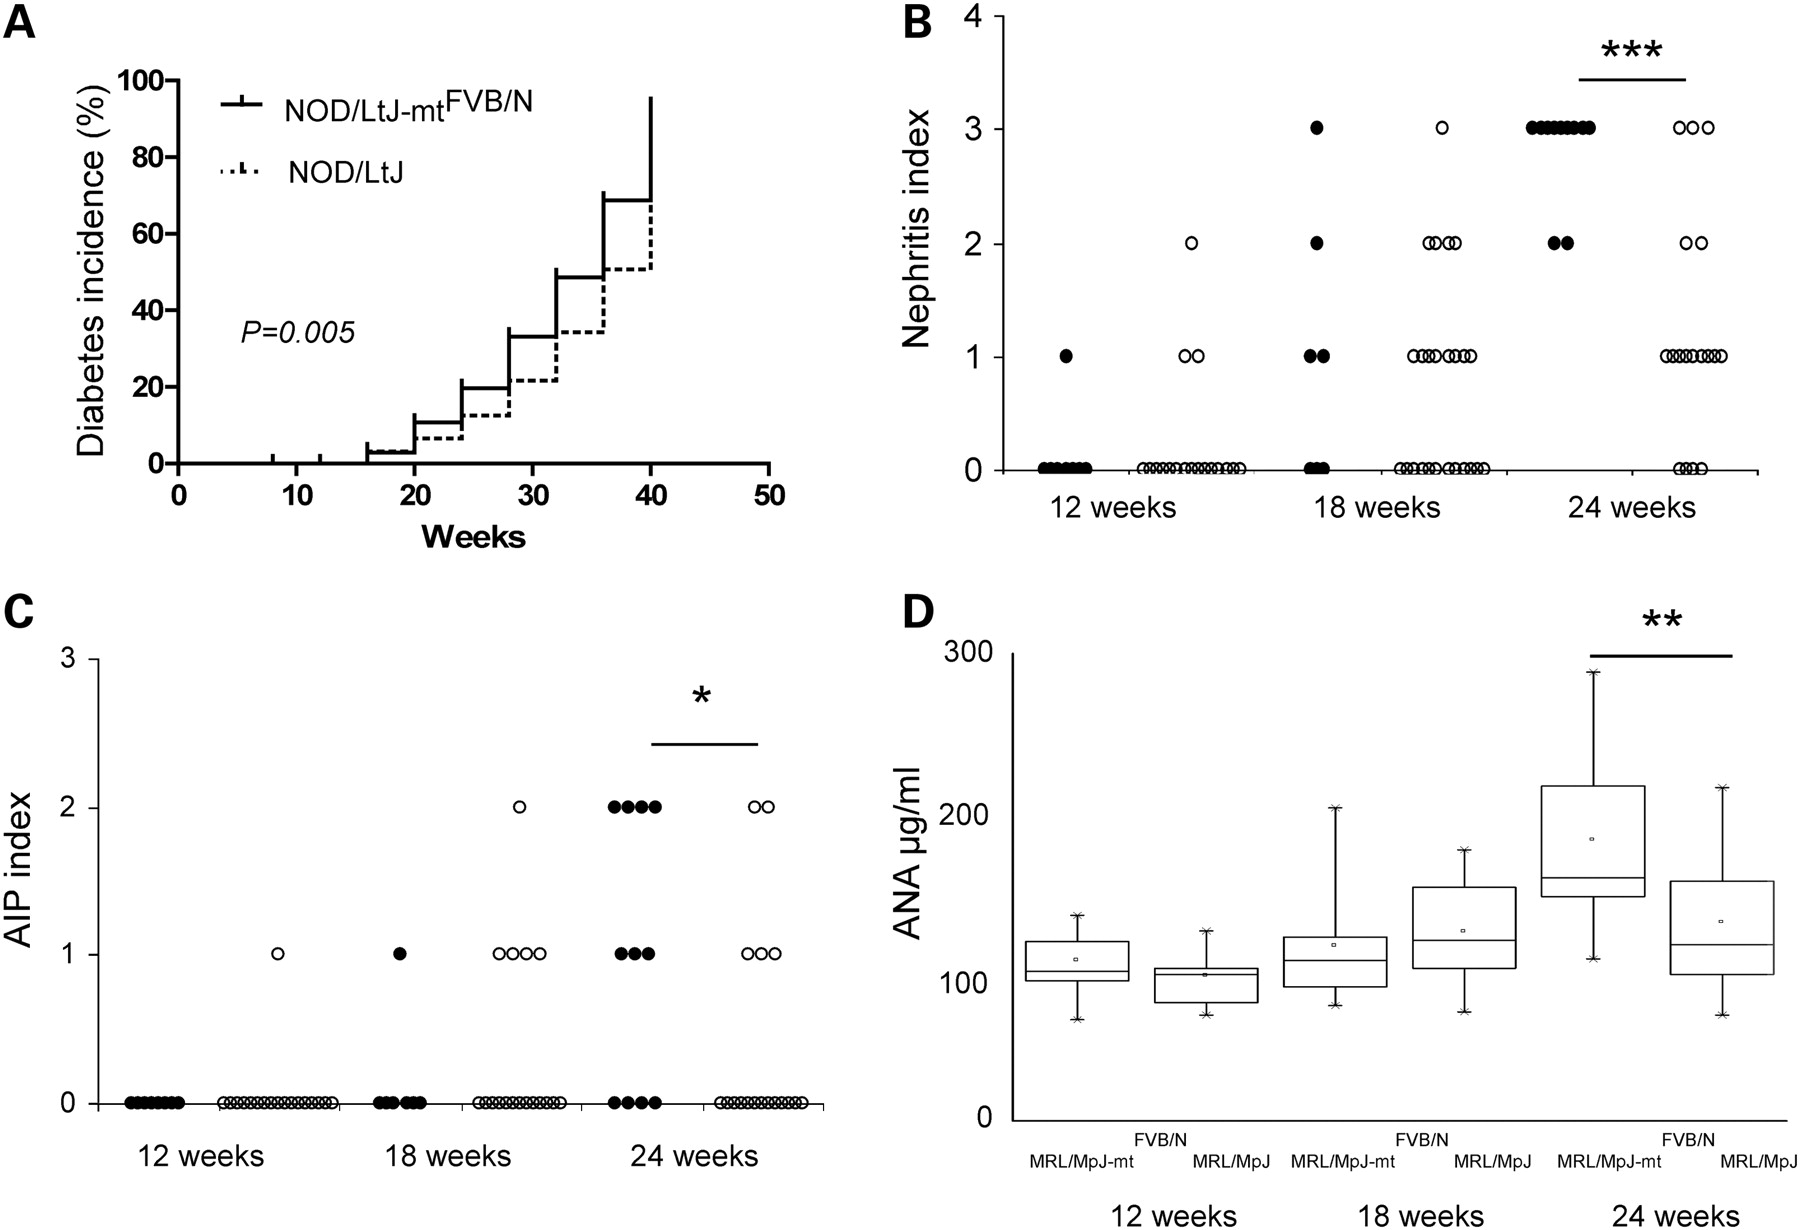 A
Diabetes incidence (%)
100
80
60
40
20
0
NOD/LtJ-mtFVB/N
NOD/LtJ
P=0.005
0 10 20 30 40 50
Weeks
B
Nephritis index
4
3
2
1
0
***
12 weeks 18 weeks 24 weeks
C
AIP index
3
2
1
0
*
12 weeks 18 weeks 24 weeks
D
ANA µg/ml
300
200
100
0
**
FVB/N FVB/N FVB/N
MRL/MpJ-mt MRL/MpJ MRL/MpJ-mt MRL/MpJ MRL/MpJ-mt MRL/MpJ
12 weeks 18 weeks 24 weeks